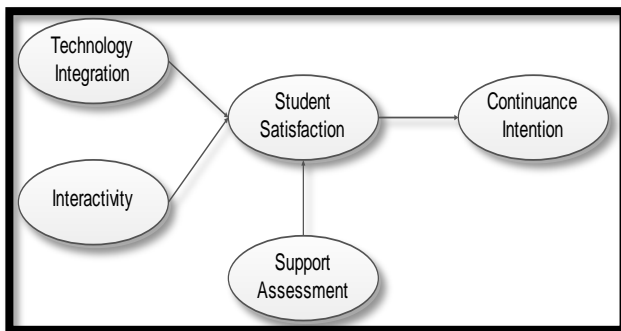 Technology
Integration
Student
Satisfaction
Continuance
Intention
Interactivity
Support
Assessment